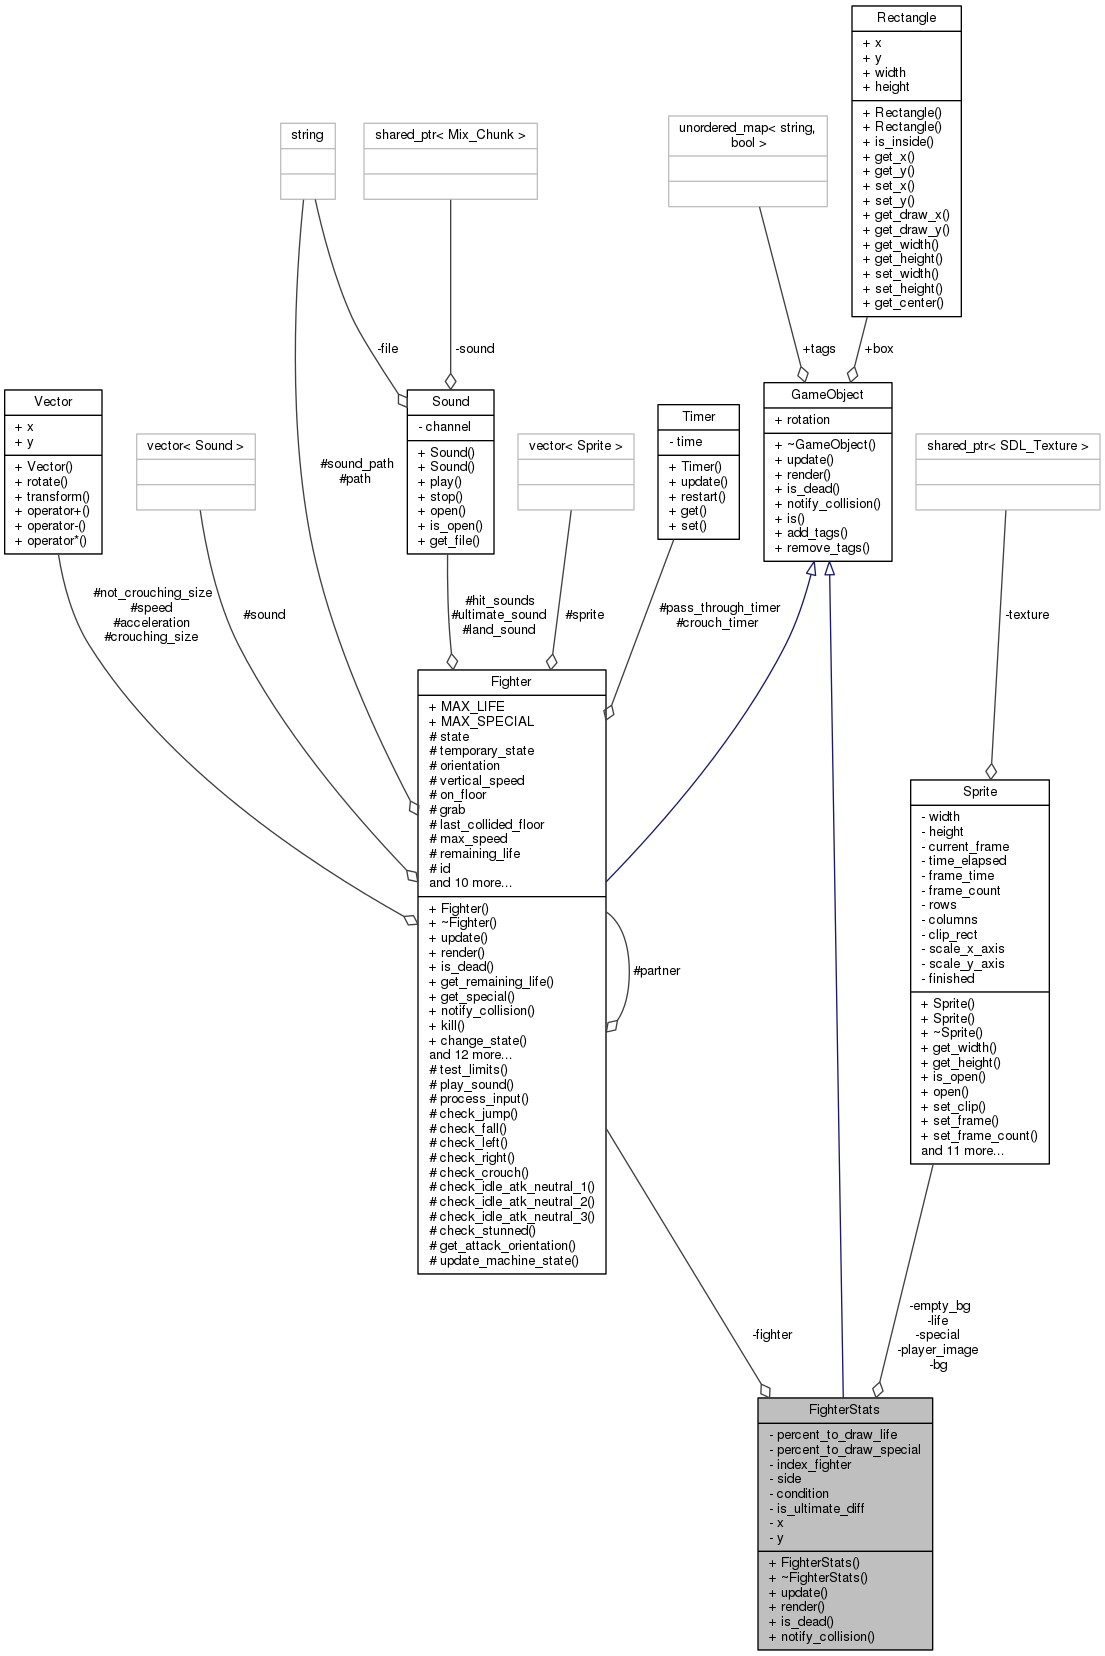 Rectangle
+ x
+ y
+ width
+ height
+ Rectangle()
+ Rectangle()
+ is_inside()
+ get_x()
+ get_y()
+ set_x()
+ set_y()
+ get_draw_x()
+ get_draw_y()
+ get_width()
+ get_height()
+ set_width()
+ set_height()
+ get_center()
string
shared_ptr< Mix_Chunk >
unordered_map< string,
bool >
-file
-sound
+tags
+box
Vector
+ x
+ y
+ Vector()
+ rotate()
+ transform()
+ operator+()
+ operator-()
+ operator*()
vector< Sound >
#sound_path
#path
Sound
- channel
+ Sound()
+ Sound()
+ play()
+ stop()
+ open()
+ is_open()
+ get_file()
vector< Sprite >
Timer
- time
+ Timer()
+ update()
+ restart()
+ get()
+ set()
GameObject
+ rotation
+ ~GameObject()
+ update()
+ render()
+ is_dead()
+ notify_collision()
+ is()
+ add_tags()
+ remove_tags()
shared_ptr< SDL_Texture >
#not_crouching_size
#speed
#acceleration
#crouching_size
#sound
#hit_sounds
#ultimate_sound
#land_sound
#sprite
#pass_through_timer
#crouch_timer
-texture
Fighter
+ MAX_LIFE
+ MAX_SPECIAL
# state
# temporary_state
# orientation
# vertical_speed
# on_floor
# grab
# last_collided_floor
# max_speed
# remaining_life
# id
and 10 more...
+ Fighter()
+ ~Fighter()
+ update()
+ render()
+ is_dead()
+ get_remaining_life()
+ get_special()
+ notify_collision()
+ kill()
+ change_state()
and 12 more...
# test_limits()
# play_sound()
# process_input()
# check_jump()
# check_fall()
# check_left()
# check_right()
# check_crouch()
# check_idle_atk_neutral_1()
# check_idle_atk_neutral_2()
# check_idle_atk_neutral_3()
# check_stunned()
# get_attack_orientation()
# update_machine_state()
#partner
Sprite
- width
- height
- current_frame
- time_elapsed
- frame_time
- frame_count
- rows
- columns
- clip_rect
- scale_x_axis
- scale_y_axis
- finished
+ Sprite()
+ Sprite()
+ ~Sprite()
+ get_width()
+ get_height()
+ is_open()
+ open()
+ set_clip()
+ set_frame()
+ set_frame_count()
and 11 more...
-fighter
-empty_bg
-life
-special
-player_image
-bg
FighterStats
- percent_to_draw_life
- percent_to_draw_special
- index_fighter
- side
- condition
- is_ultimate_diff
- x
- y
+ FighterStats()
+ ~FighterStats()
+ update()
+ render()
+ is_dead()
+ notify_collision()